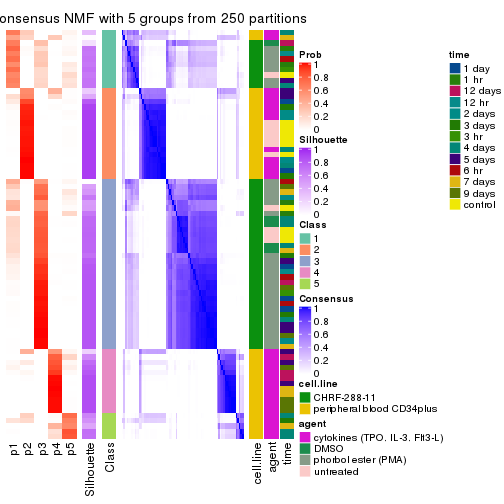 onsensus NMF with 5 groups from 250 partitions
Prob
1
0.8
0.6
0.4
0.2
0
Silhouette
1
0.8
0.6
0.4
0.2
0
Class
1
2
3
4
5
Consensus
1
0.8
0.6
0.4
0.2
0
cell.line
CHRF-288-11
peripheral blood CD34plus
agent
cytokines (TPO. IL-3. Flt3-L)
DMSO
phorbol ester (PMA)
untreated
time
1 day
1 hr
12 days
12 hr
2 days
3 days
3 hr
4 days
5 days
6 hr
7 days
9 days
control
p1
p2
p3
p4
p5
Silhouette
Class
cell.line
agent
time